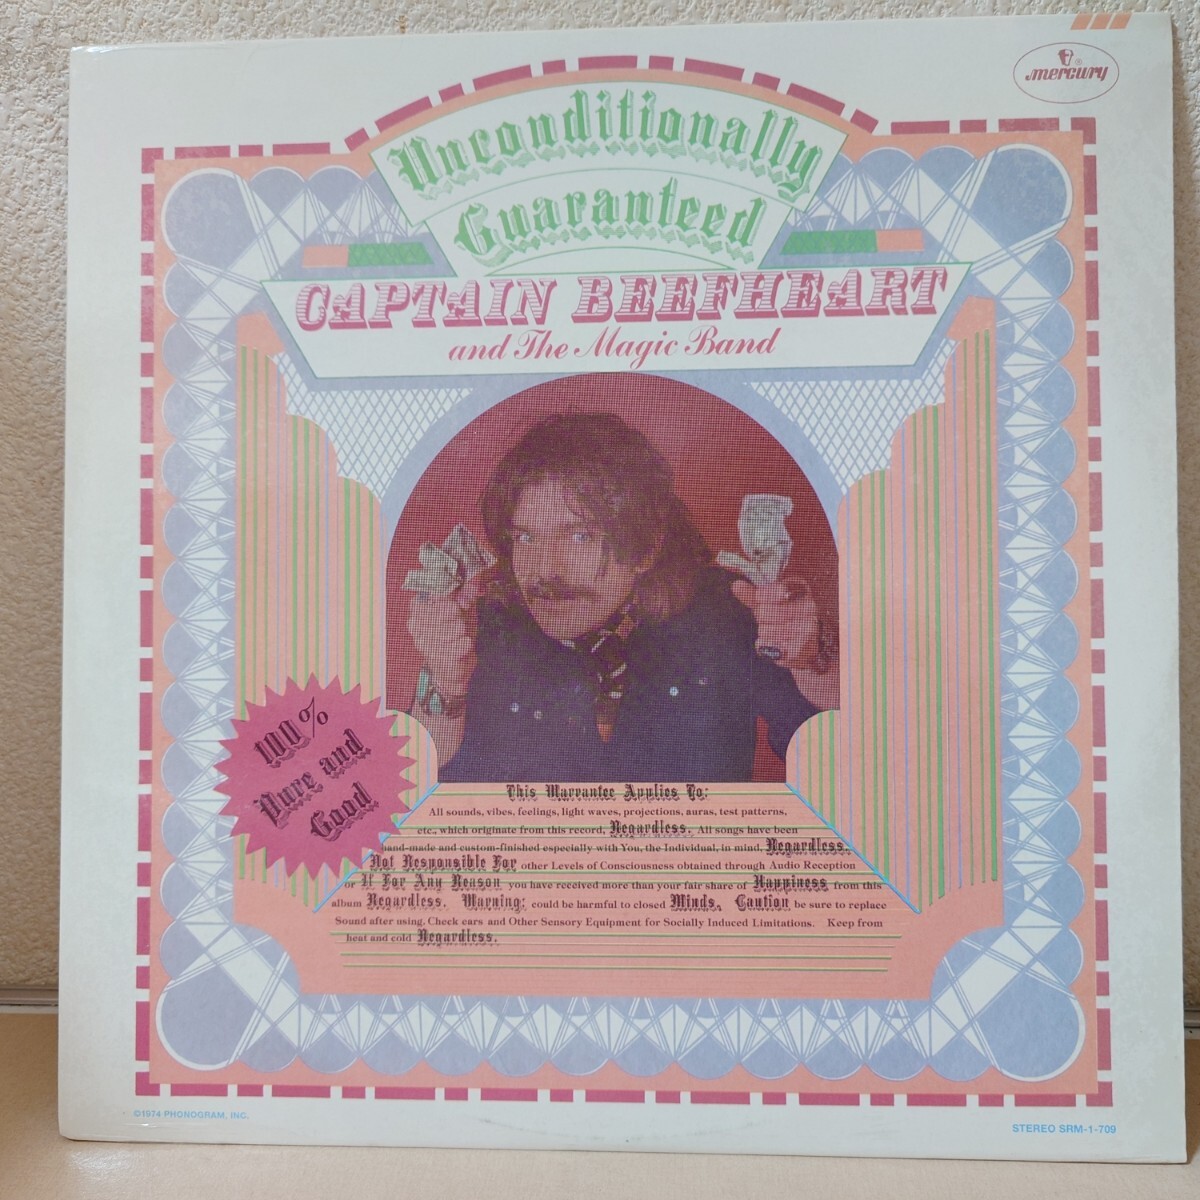 mercury
Unconditionally
Guaranteed
CAPTAIN BEEFHEART
and The Magic Band
100%
Pure and
Good
This Warrantee Applies To:
All sounds, vibes, feelings, light waves, projections, auras, test patterns,
etc., which originate from this record, Regardless. All songs have been
hand-made and custom-finished especially with You, the Individual, in mind, Regardless.
Not Responsible For other Levels of Consciousness obtained through Audio Reception
or If For Any Reason you have received more than your fair share of Happiness from this
album Regardless. Warning: could be harmful to closed Minds. Caution be sure to replace
Sound after using. Check ears and Other Sensory Equipment for Socially Induced Limitations. Keep from
heat and cold Regardless.
©1974 PHONOGRAM, INC.
STEREO SRM-1-709